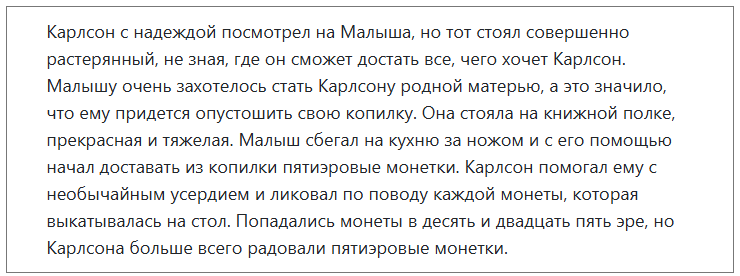 Карлсон с надеждой посмотрел на Малыша, но тот стоял совершенно
растерянный, не зная, где он сможет достать все, чего хочет Карлсон.
Малышу очень захотелось стать Карлсону родной матерью, а это значило,
что ему придется опустошить свою копилку. Она стояла на книжной полке,
прекрасная и тяжелая. Малыш сбегал на кухню за ножом и с его помощью
начал доставать из копилки пятиэровые монетки. Карлсон помогал ему с
необычайным усердием и ликовал по поводу каждой монеты, которая
выкатывалась на стол. Попадались монеты в десять и двадцать пять эре, но
Карлсона больше всего радовали пятиэровые монетки.